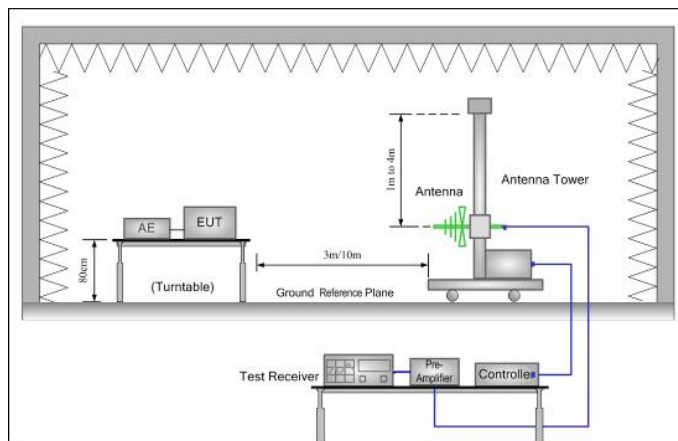 1m to 4m
Antenna
Antenna Tower
AE
EUT
80cm
(Turntable)
3m/10m
Ground Reference Plane
Test Receiver
Pre-
Amplifier
Controlle